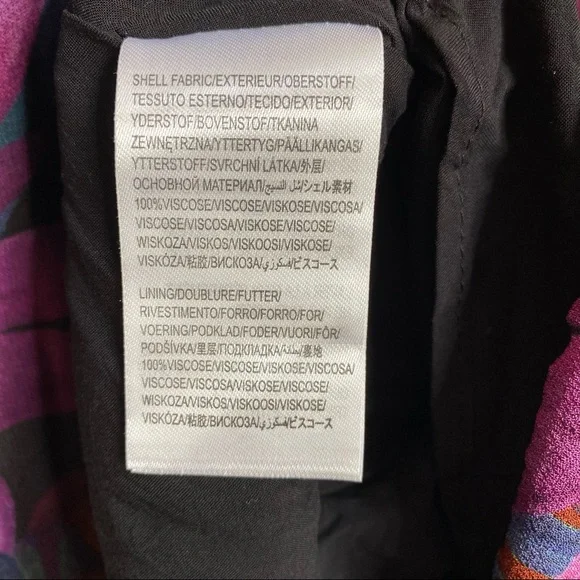 SHELL FABRIC/EXTERIEUR/OBERSTOFF/
TESSUTO ESTERNO/TECIDO/EXTERIOR/
YDERSTOF/BOVENSTOF/TKANINA
ZEWNĘTRZNA/YTTERTYG/PÄÄLLIKANGAS/
YTTERSTOFF/SVRCHNÍ LÁTKA/外层/
ОСНОВНОЙ МАТЕРИАЛ/شل النسيج/シェル素材
100%VISCOSE/VISCOSE/VISKOSE/VISCOSA/
VISCOSE/VISCOSA/VISKOSE/VISCOSE/
WISKOZA/VISKOS/VISKOOSI/VISKOSE/
VISKÓZA/粘胶/ВИСКОЗА/فسكوزي/ビスコース
LINING/DOUBLURE/FUTTER/
RIVESTIMENTO/FORRO/FORRO/FOR/
VOERING/PODKLAD/FODER/VUORI/FÔR/
PODŠÍVKA/里层/ПОДКЛАДКА/بطانة/裏地
100%VISCOSE/VISCOSE/VISKOSE/VISCOSA/
VISCOSE/VISCOSA/VISKOSE/VISCOSE/
WISKOZA/VISKOS/VISKOOSI/VISKOSE/
VISKÓZA/粘胶/ВИСКОЗА/فسكوزي/ビスコース